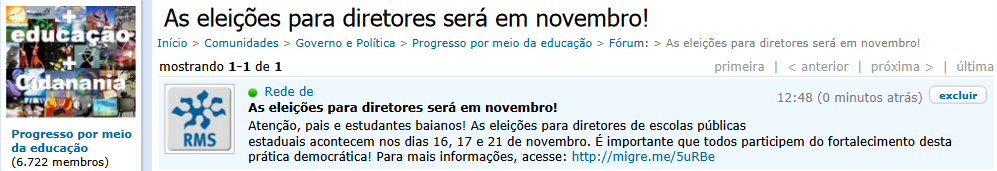 As eleições para diretores será em novembro!
Início > Comunidades > Governo e Política > Progresso por meio da educação > Fórum: > As eleições para diretores será em novembro!
mostrando 1-1 de 1
primeira | < anterior | próxima > | última
+
educação
+
Cidanania
Progresso por meio
da educação
(6.722 membros)
RMS
Rede de
12:48 (0 minutos atrás) excluir
As eleições para diretores será em novembro!
Atenção, pais e estudantes baianos! As eleições para diretores de escolas públicas
estaduais acontecem nos dias 16, 17 e 21 de novembro. É importante que todos participem do fortalecimento desta
prática democrática! Para mais informações, acesse: http://migre.me/5uRBe